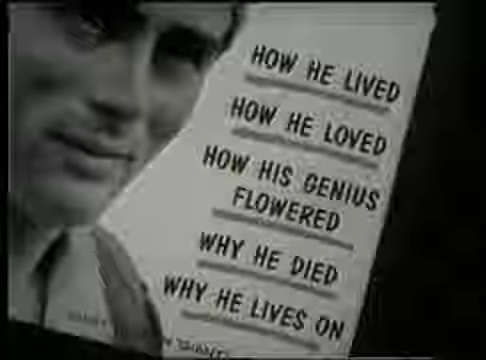 HOW HE LIVED
HOW HE LOVED
HOW HIS GENIUS
FLOWERED
WHY HE DIED
WHY HE LIVES ON